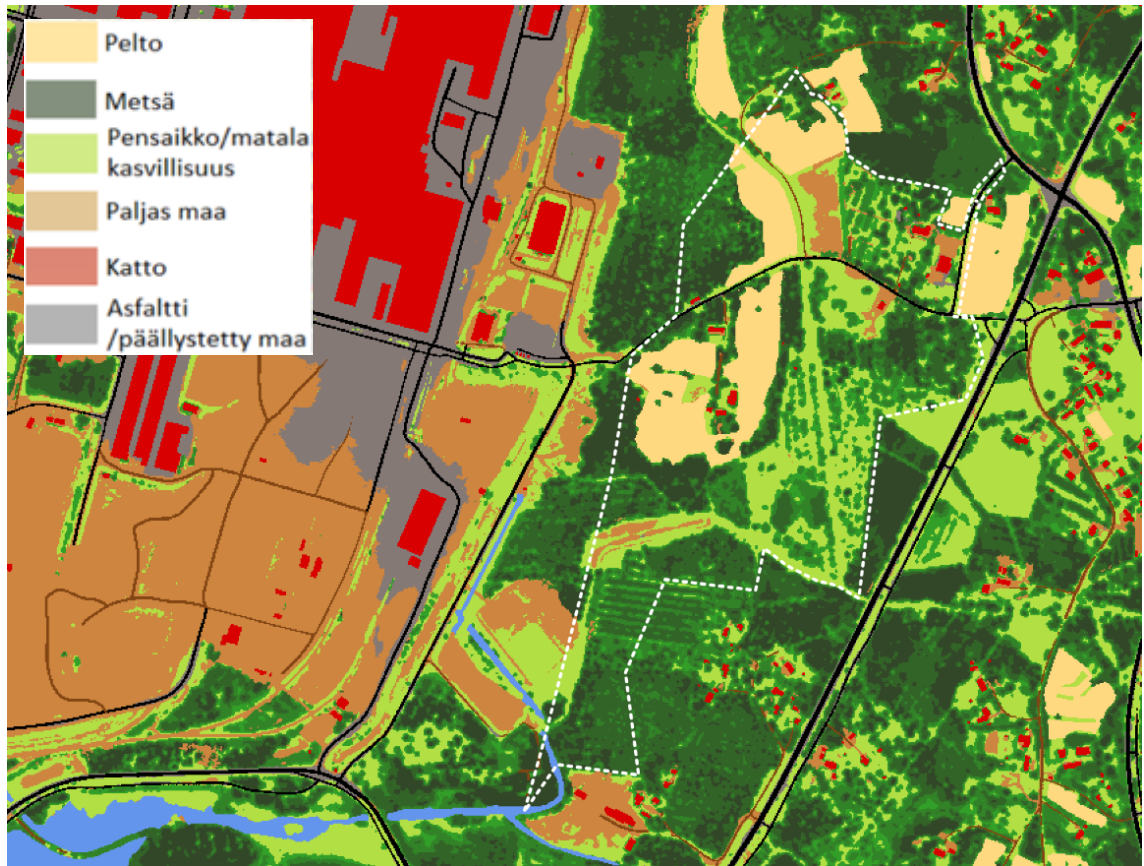 Pelto
Metsä
Pensaikko/matala
kasvillisuus
Paljas maa
Katto
Asfaltti
/päällystetty maa